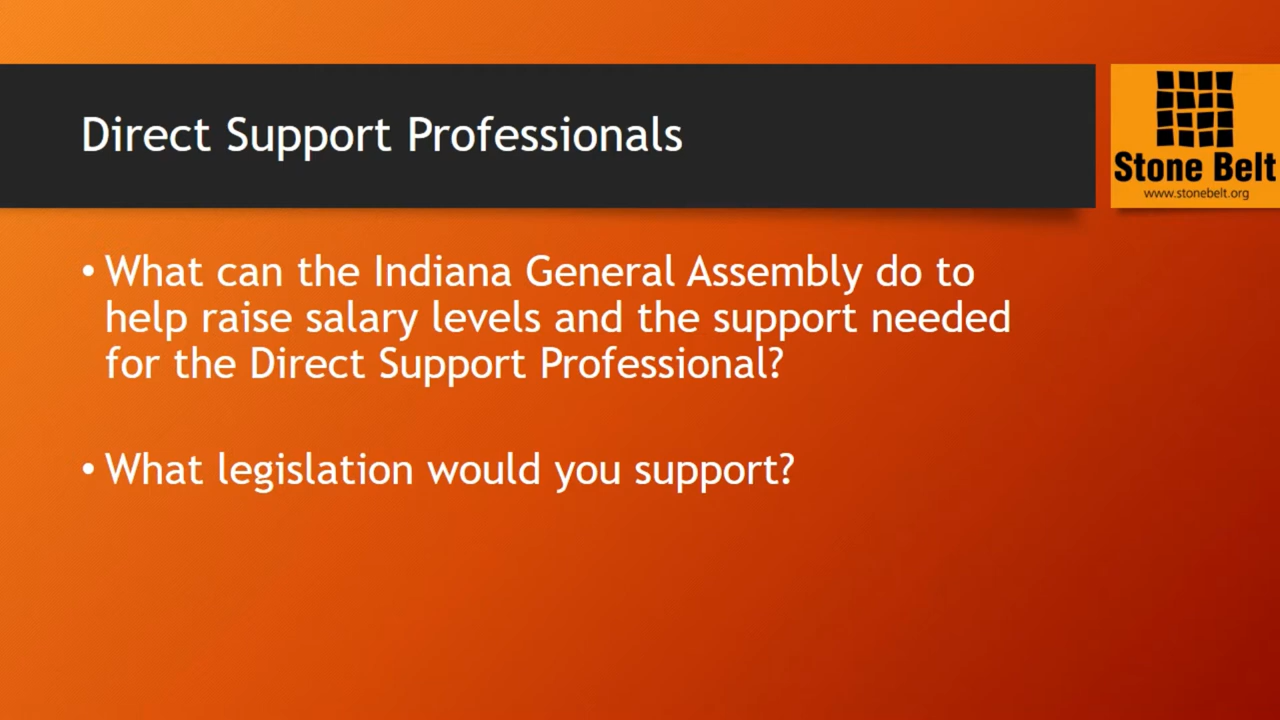 Direct Support Professionals
Stone Belt
www.stonebelt.org
• What can the Indiana General Assembly do to
help raise salary levels and the support needed
for the Direct Support Professional?
• What legislation would you support?